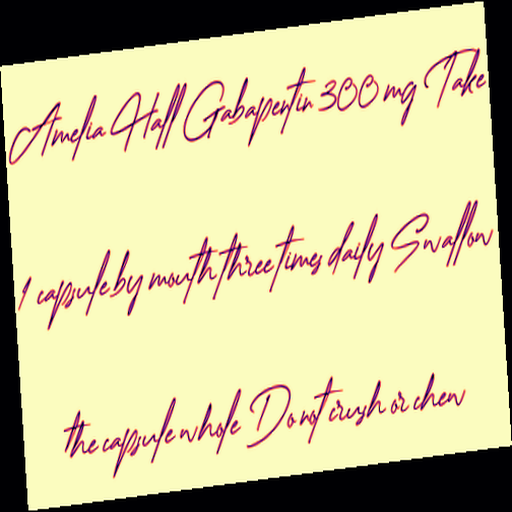 Amelia Hall Gabapentin 300 mg Take
1 capsule by mouth three times daily Swallow
the capsule whole Do not crush or chew